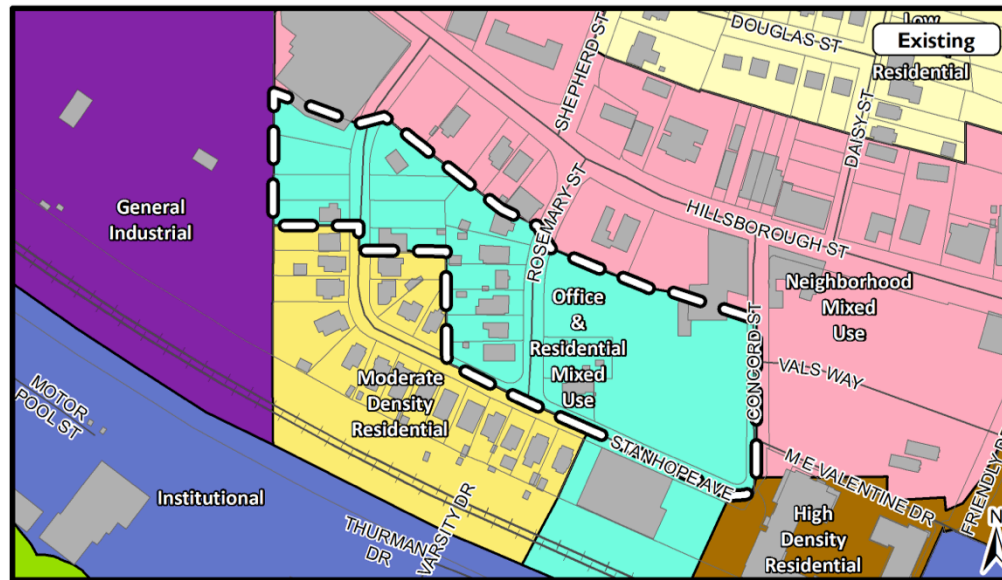 DOUGLAS ST
Low
Existing
Residential
SHEPHERD ST
DAISY ST
General
Industrial
ROSEMARY ST
HILLSBOROUGH ST
Office
&
Residential
Mixed
Use
Neighborhood
Mixed
Use
CONCORD ST
VALS WAY
Moderate
Density
Residential
MOTOR
POOL ST
STANHOPE AVE
M E VALENTINE DR
Institutional
THURMAN
DR
VARSITY DR
High
Density
Residential
FRIENDLY DR
N